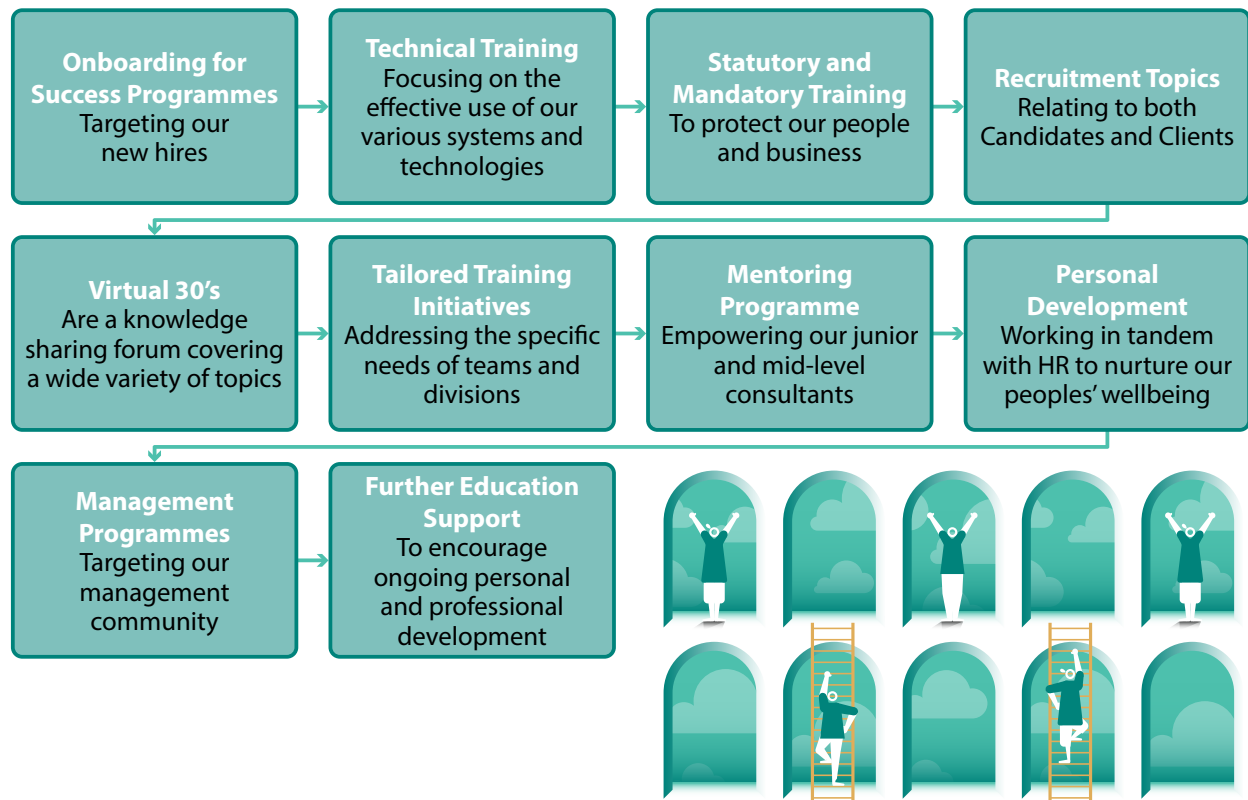 Onboarding for
Success Programmes
Targeting our
new hires
Technical Training
Focusing on the
effective use of our
various systems and
technologies
Statutory and
Mandatory Training
To protect our people
and business
Recruitment Topics
Relating to both
Candidates and Clients
Virtual 30's
Are a knowledge
sharing forum covering
a wide variety of topics
Tailored Training
Initiatives
Addressing the specific
needs of teams and
divisions
Mentoring
Programme
Empowering our junior
and mid-level
consultants
Personal
Development
Working in tandem
with HR to nurture our
peoples’ wellbeing
Management
Programmes
Targeting our
management
community
Further Education
Support
To encourage
ongoing personal
and professional
development